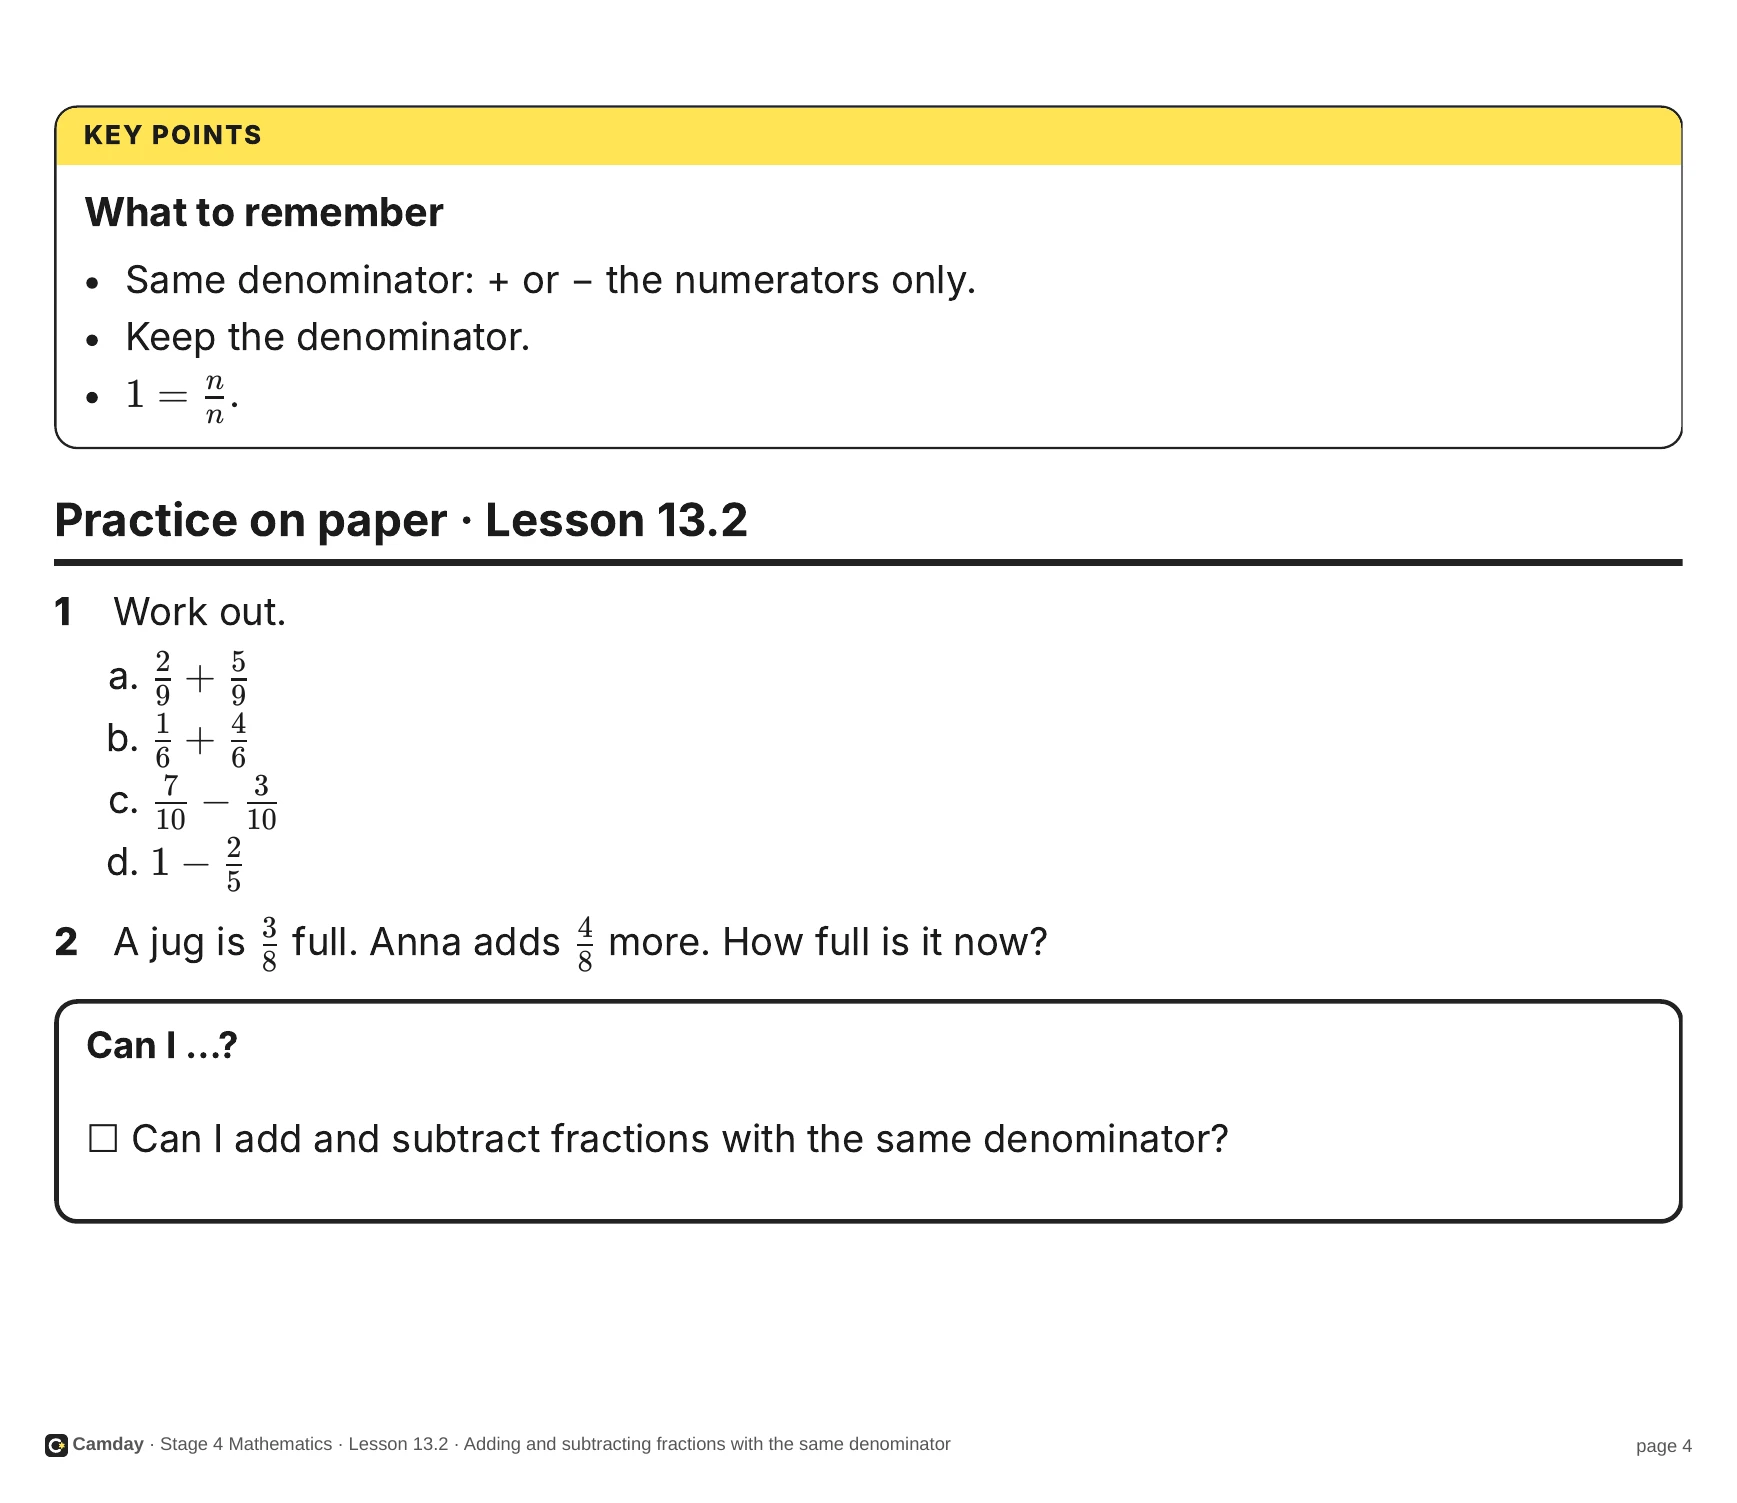 KEY POINTS
What to remember
• Same denominator: + or − the numerators only.
• Keep the denominator.
• 1 = n/n.
Practice on paper · Lesson 13.2
1 Work out.
a. 2/9 + 5/9
b. 1/6 + 4/6
c. 7/10 − 3/10
d. 1 − 2/5
2 A jug is 3/8 full. Anna adds 4/8 more. How full is it now?
Can I ...?
☐ Can I add and subtract fractions with the same denominator?
Camday · Stage 4 Mathematics · Lesson 13.2 · Adding and subtracting fractions with the same denominator
page 4